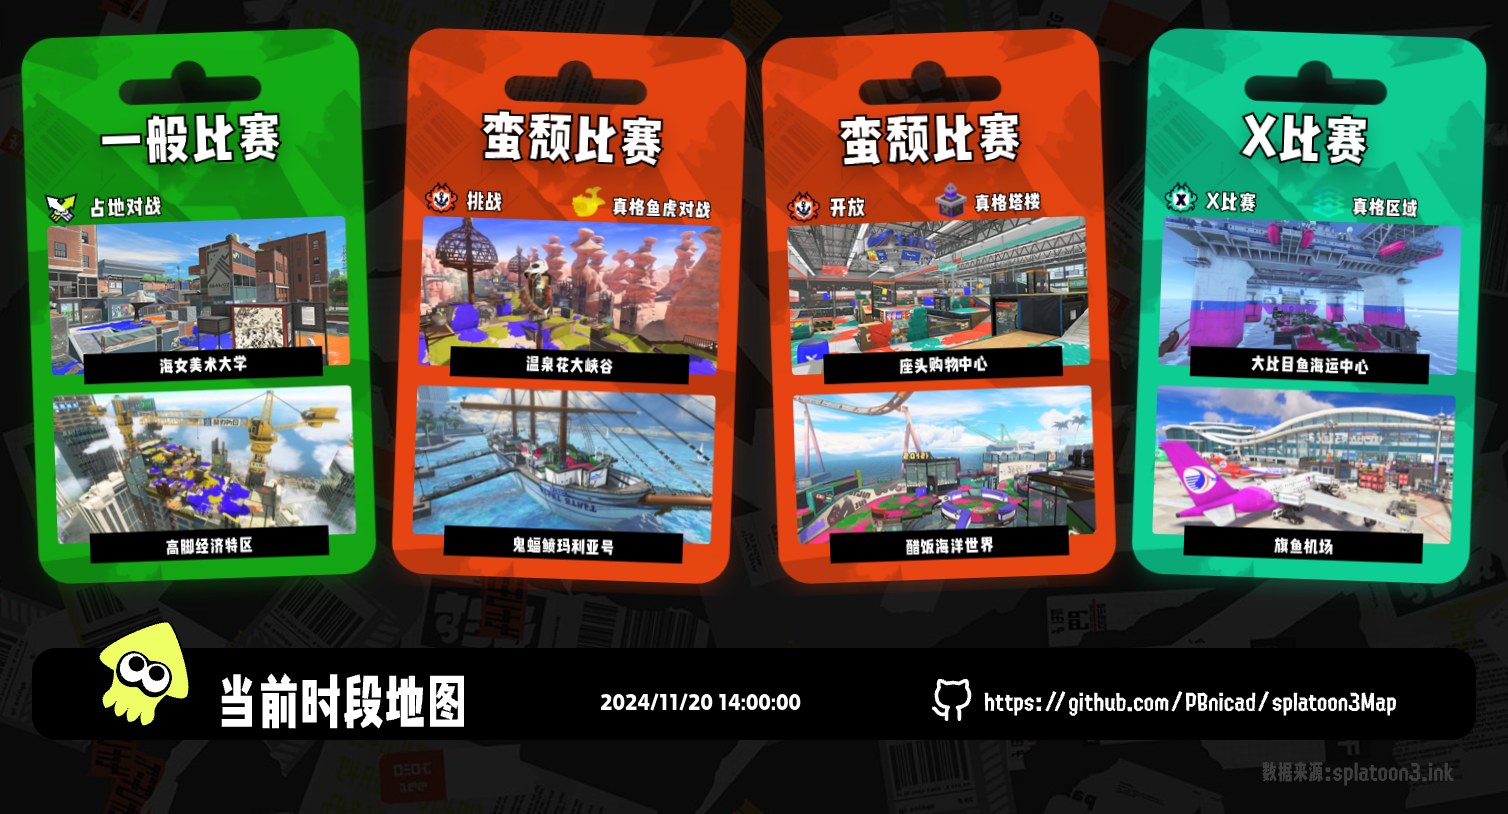 一般比赛
占地对战
海女美术大学
高脚经济特区
蛮颓比赛
挑战
真格鱼虎对战
温泉花大峡谷
鬼蝠鲼玛利亚号
蛮颓比赛
开放
真格塔楼
座头购物中心
醋饭海洋世界
X比赛
X比赛
真格区域
大比目鱼海运中心
旗鱼机场
当前时段地图
2024/11/20 14:00:00
https://github.com/PBnicad/splatoon3Map
数据来源:splatoon3.ink